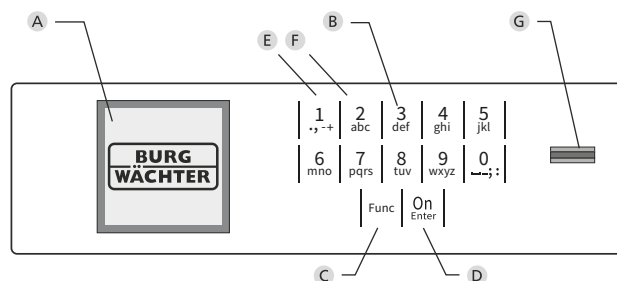 A
E F
B
G
1 2 3 4 5
.,-+ abc def ghi jkl
BURG
WÄCHTER
6 7 8 9 0
mno pqrs tuv wxyz ⎵_;:
Func On
Enter
C
D